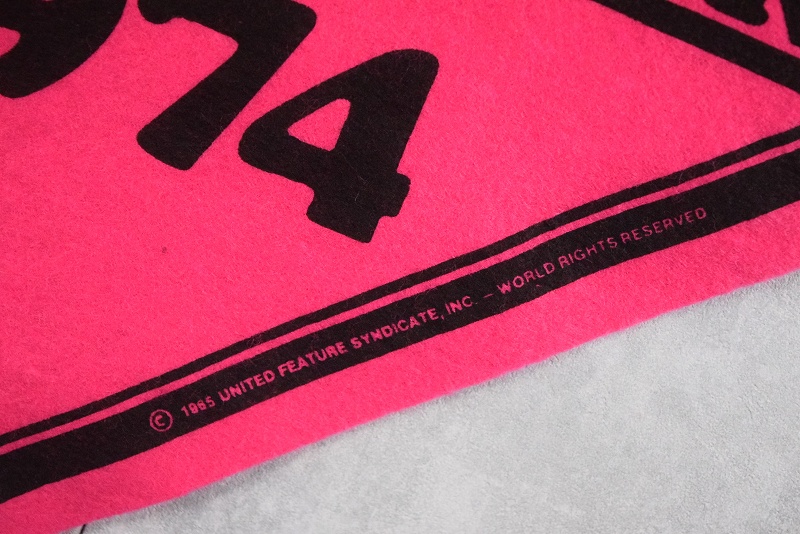 974
© 1965 UNITED FEATURE SYNDICATE, INC. – WORLD RIGHTS RESERVED